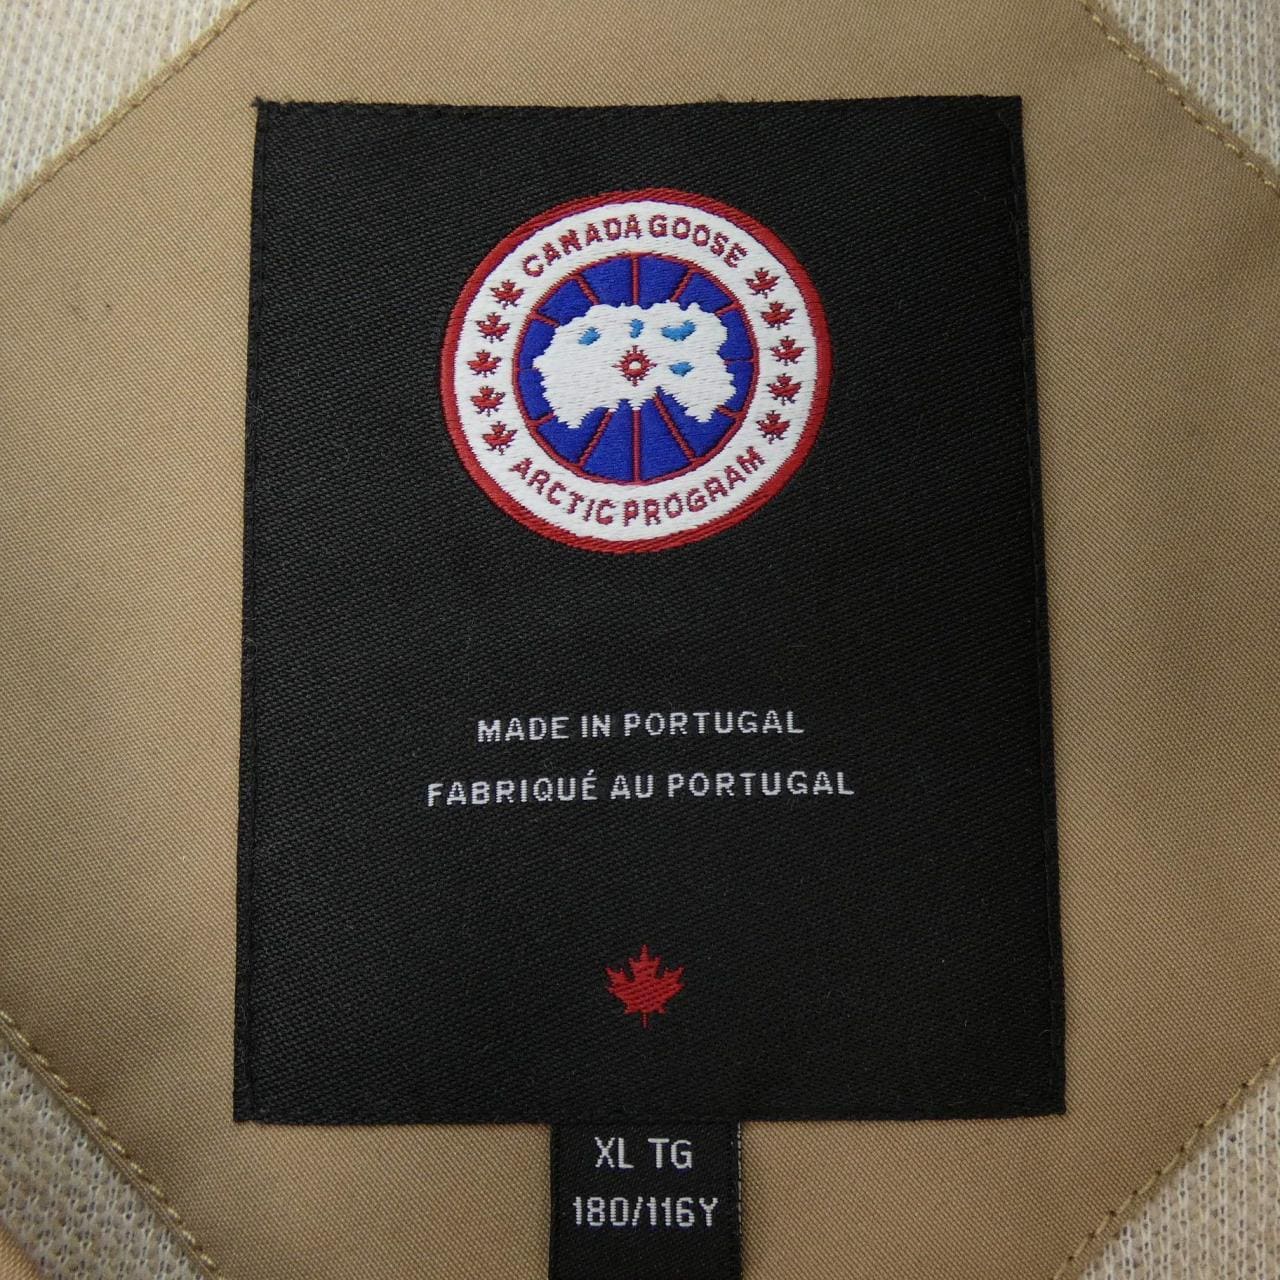 CANADA GOOSE
ARCTIC PROGRAM
MADE IN PORTUGAL
FABRIQUÉ AU PORTUGAL
XL TG
180/116Y